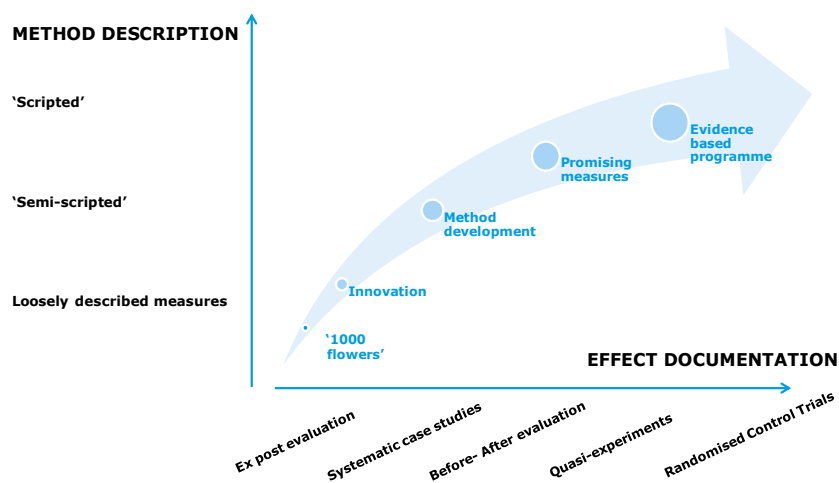 METHOD DESCRIPTION
‘Scripted’
‘Semi-scripted’
Loosely described measures
Evidence
based
programme
Promising
measures
Method
development
Innovation
‘1000
flowers’
EFFECT DOCUMENTATION
Ex post evaluation
Systematic case studies
Before- After evaluation
Quasi-experiments
Randomised Control Trials